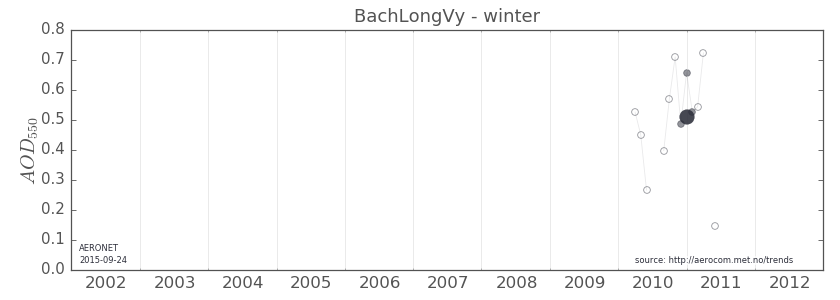 BachLongVy - winter
0.8
0.7
0.6
0.5
0.4
0.3
0.2
0.1
0.0
AOD550
AERONET
2015-09-24
source: http://aerocom.met.no/trends
2002 2003 2004 2005 2006 2007 2008 2009 2010 2011 2012